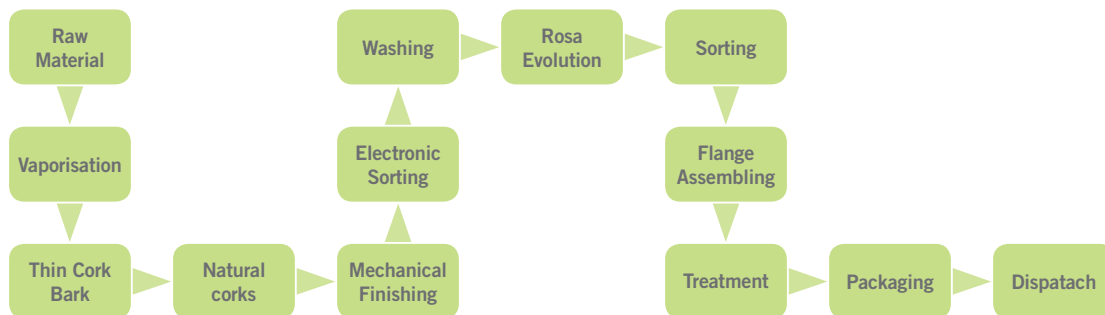 Raw
Material
Vaporisation
Thin Cork
Bark
Natural
corks
Mechanical
Finishing
Electronic
Sorting
Washing
Rosa
Evolution
Sorting
Flange
Assembling
Treatment
Packaging
Dispatach